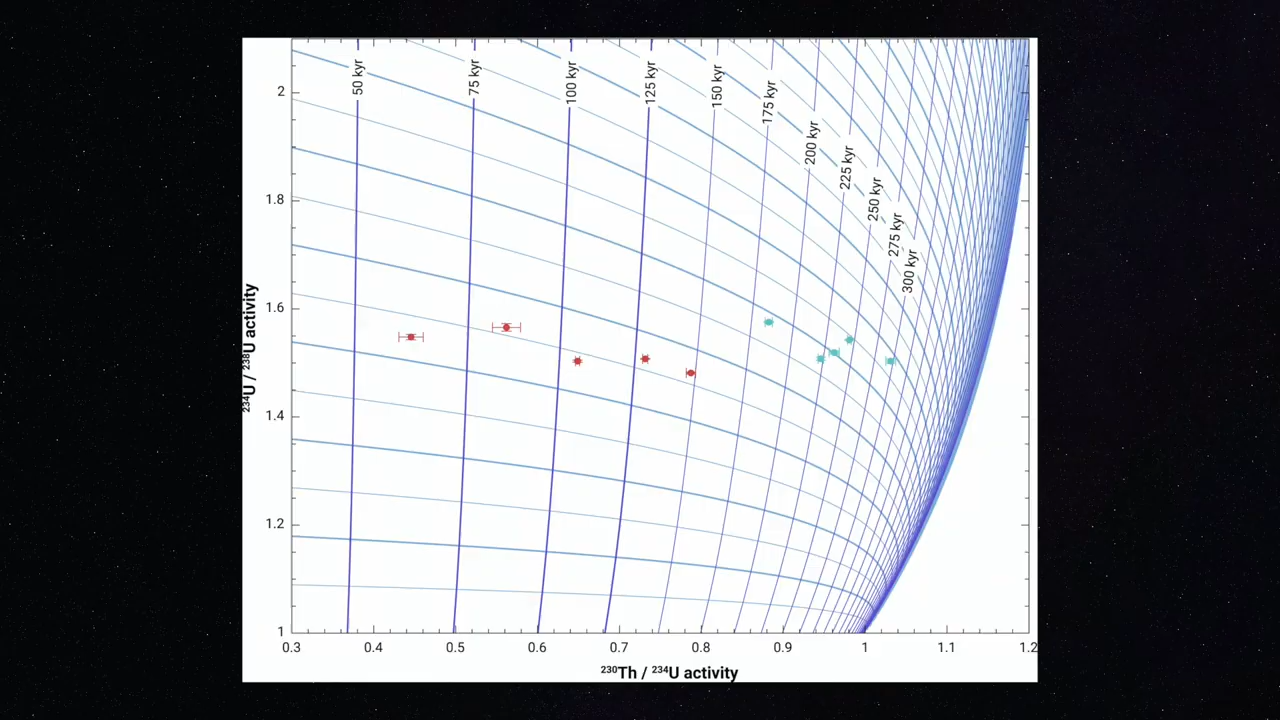 50 kyr
75 kyr
100 kyr
125 kyr
150 kyr
175 kyr
200 kyr
225 kyr
250 kyr
275 kyr
300 kyr
2
1.8
1.6
1.4
1.2
1
²³⁴U / ²³⁸U activity
0.3 0.4 0.5 0.6 0.7 0.8 0.9 1 1.1 1.2
²³⁰Th / ²³⁴U activity